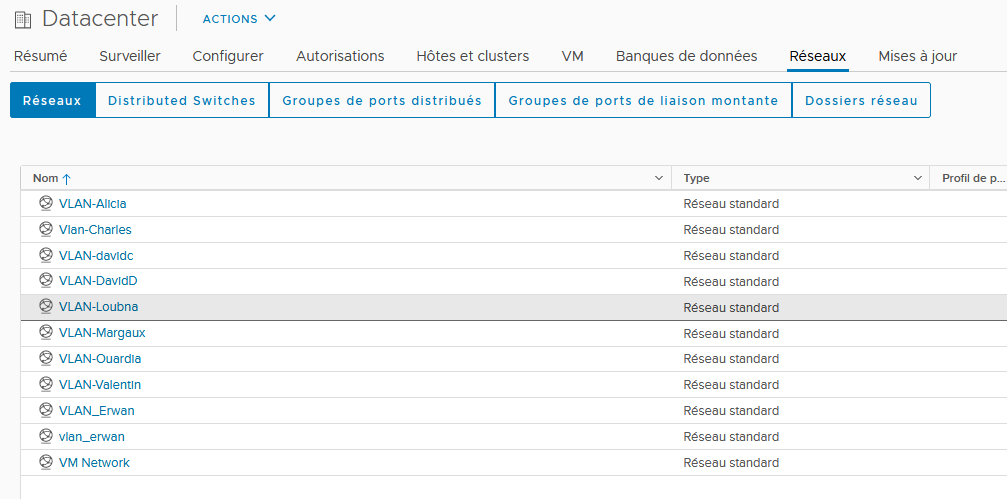 Datacenter ACTIONS
Résumé Surveiller Configurer Autorisations Hôtes et clusters VM Banques de données Réseaux Mises à jour
Réseaux Distributed Switches Groupes de ports distribués Groupes de ports de liaison montante Dossiers réseau
Nom Type Profil de p...
VLAN-Alicia Réseau standard
Vlan-Charles Réseau standard
VLAN-davidc Réseau standard
VLAN-DavidD Réseau standard
VLAN-Loubna Réseau standard
VLAN-Margaux Réseau standard
VLAN-Ouardia Réseau standard
VLAN-Valentin Réseau standard
VLAN_Erwan Réseau standard
vlan_erwan Réseau standard
VM Network Réseau standard